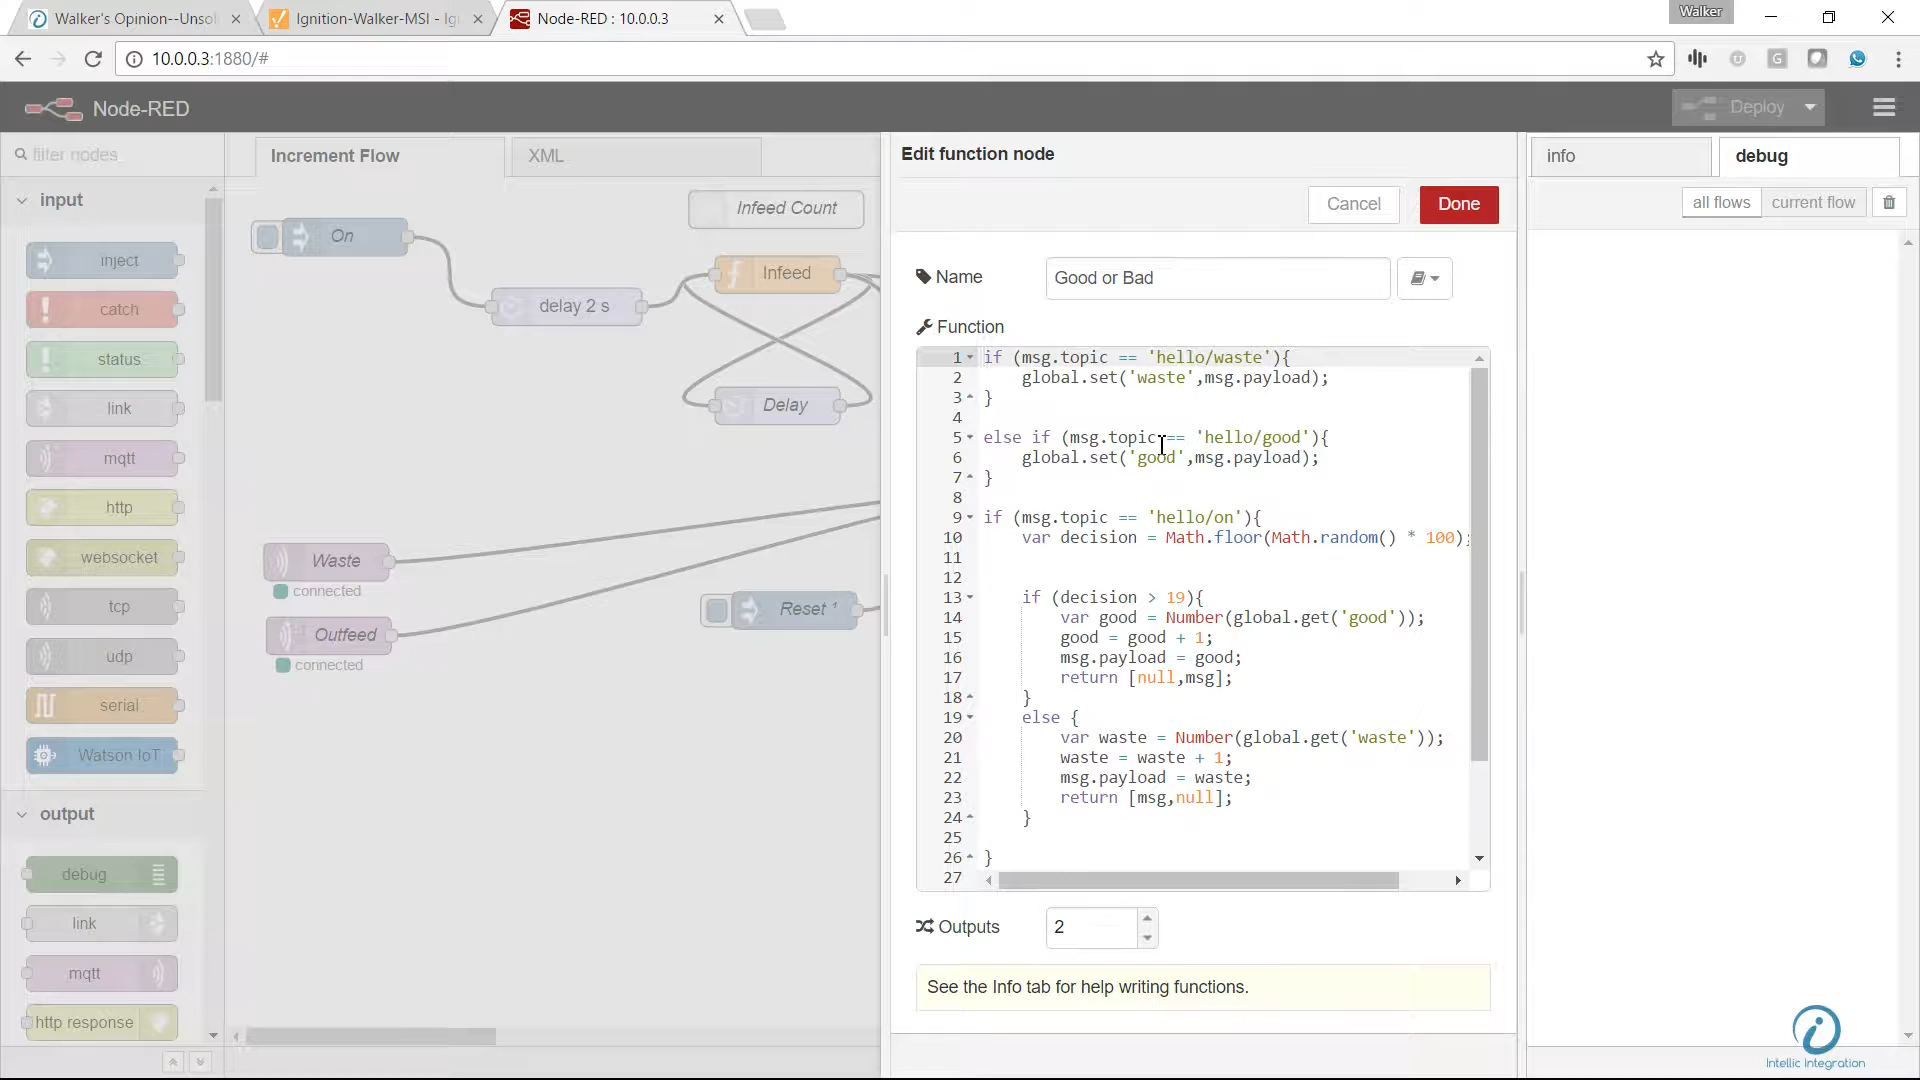 Walker's Opinion--Unsol
Ignition-Walker-MSI - Ig
Node-RED : 10.0.0.3
Walker
10.0.0.3:1880/#
Node-RED
Deploy
filter nodes
Increment Flow
XML
Edit function node
info
debug
Cancel
Done
all flows
current flow
input
inject
catch
status
link
mqtt
http
websocket
tcp
udp
serial
Watson IoT
output
debug
link
mqtt
http response
On
delay 2 s
Infeed Count
Infeed
Delay
Waste
connected
Outfeed
connected
Reset ¹
Name
Good or Bad
Function
1 if (msg.topic == 'hello/waste'){
2 global.set('waste',msg.payload);
3 }
4
5 else if (msg.topic == 'hello/good'){
6 global.set('good',msg.payload);
7 }
8
9 if (msg.topic == 'hello/on'){
10 var decision = Math.floor(Math.random() * 100);
11
12
13 if (decision > 19){
14 var good = Number(global.get('good'));
15 good = good + 1;
16 msg.payload = good;
17 return [null,msg];
18 }
19 else {
20 var waste = Number(global.get('waste'));
21 waste = waste + 1;
22 msg.payload = waste;
23 return [msg,null];
24 }
25
26 }
27
Outputs
2
See the Info tab for help writing functions.
Intellic Integration